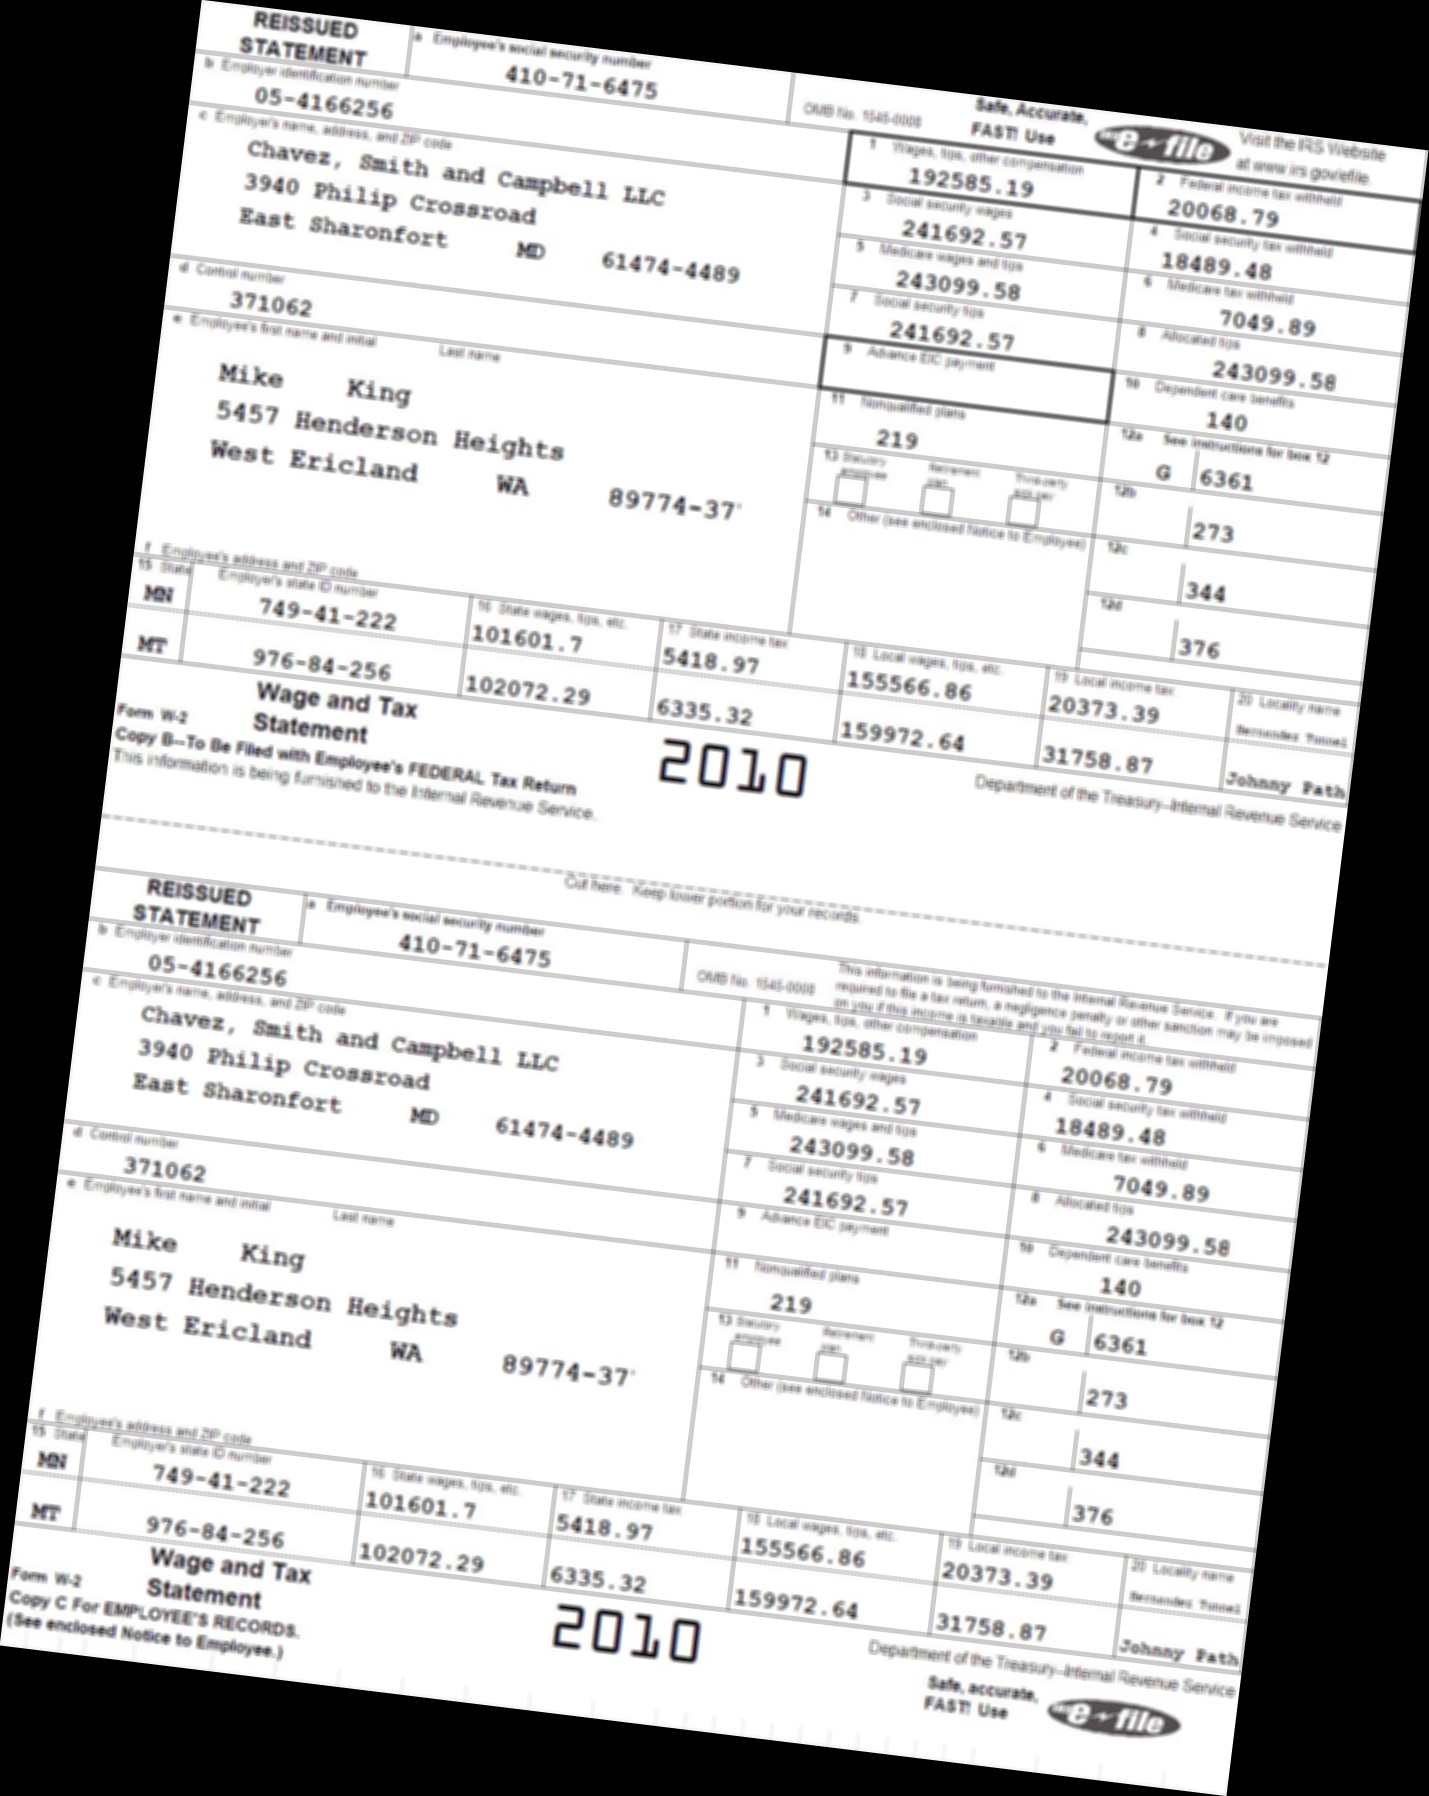 REISSUED
STATEMENT
a Employee's social security number
410-71-6475
OMB No. 1545-0008
Safe, Accurate,
FAST! Use
e file
Visit the IRS Website
at www.irs.gov/efile.
b Employer identification number
05-4166256
1 Wages, tips, other compensation
192585.19
2 Federal income tax withheld
20068.79
c Employer's name, address, and ZIP code
Chavez, Smith and Campbell LLC
3940 Philip Crossroad
East Sharonfort MD 61474-4489
3 Social security wages
241692.57
4 Social security tax withheld
18489.48
5 Medicare wages and tips
243099.58
6 Medicare tax withheld
7049.89
7 Social security tips
241692.57
8 Allocated tips
243099.58
d Control number
371062
9 Advance EIC payment
10 Dependent care benefits
140
e Employee's first name and initial Last name
Mike King
5457 Henderson Heights
West Ericland WA 89774-37
11 Nonqualified plans
219
12a See instructions for box 12
G 6361
13 Statutory employee Retirement plan Third-party sick pay
12b
273
14 Other (see enclosed Notice to Employee)
12c
344
12d
376
f Employee's address and ZIP code
15 State Employer's state ID number
MN 749-41-222
MT 976-84-256
16 State wages, tips, etc.
101601.7
102072.29
17 State income tax
5418.97
6335.32
18 Local wages, tips, etc.
155566.86
159972.64
19 Local income tax
20373.39
31758.87
20 Locality name
Hernandez Tunnel
Johnny Path
Form W-2
Wage and Tax
Statement
2010
Department of the Treasury--Internal Revenue Service
Copy B--To Be Filed with Employee's FEDERAL Tax Return
This information is being furnished to the Internal Revenue Service.
Cut here. Keep lower portion for your records.
REISSUED
STATEMENT
a Employee's social security number
410-71-6475
OMB No. 1545-0008
This information is being furnished to the Internal Revenue Service. If you are
required to file a tax return, a negligence penalty or other sanction may be imposed
on you if this income is taxable and you fail to report it.
b Employer identification number
05-4166256
1 Wages, tips, other compensation
192585.19
2 Federal income tax withheld
20068.79
c Employer's name, address, and ZIP code
Chavez, Smith and Campbell LLC
3940 Philip Crossroad
East Sharonfort MD 61474-4489
3 Social security wages
241692.57
4 Social security tax withheld
18489.48
5 Medicare wages and tips
243099.58
6 Medicare tax withheld
7049.89
7 Social security tips
241692.57
8 Allocated tips
243099.58
d Control number
371062
9 Advance EIC payment
10 Dependent care benefits
140
e Employee's first name and initial Last name
Mike King
5457 Henderson Heights
West Ericland WA 89774-37
11 Nonqualified plans
219
12a See instructions for box 12
G 6361
13 Statutory employee Retirement plan Third-party sick pay
12b
273
14 Other (see enclosed Notice to Employee)
12c
344
12d
376
f Employee's address and ZIP code
15 State Employer's state ID number
MN 749-41-222
MT 976-84-256
16 State wages, tips, etc.
101601.7
102072.29
17 State income tax
5418.97
6335.32
18 Local wages, tips, etc.
155566.86
159972.64
19 Local income tax
20373.39
31758.87
20 Locality name
Hernandez Tunnel
Johnny Path
Form W-2
Wage and Tax
Statement
2010
Department of the Treasury--Internal Revenue Service
Copy C For EMPLOYEE'S RECORDS.
(See enclosed Notice to Employee.)
Safe, accurate,
FAST! Use
e file